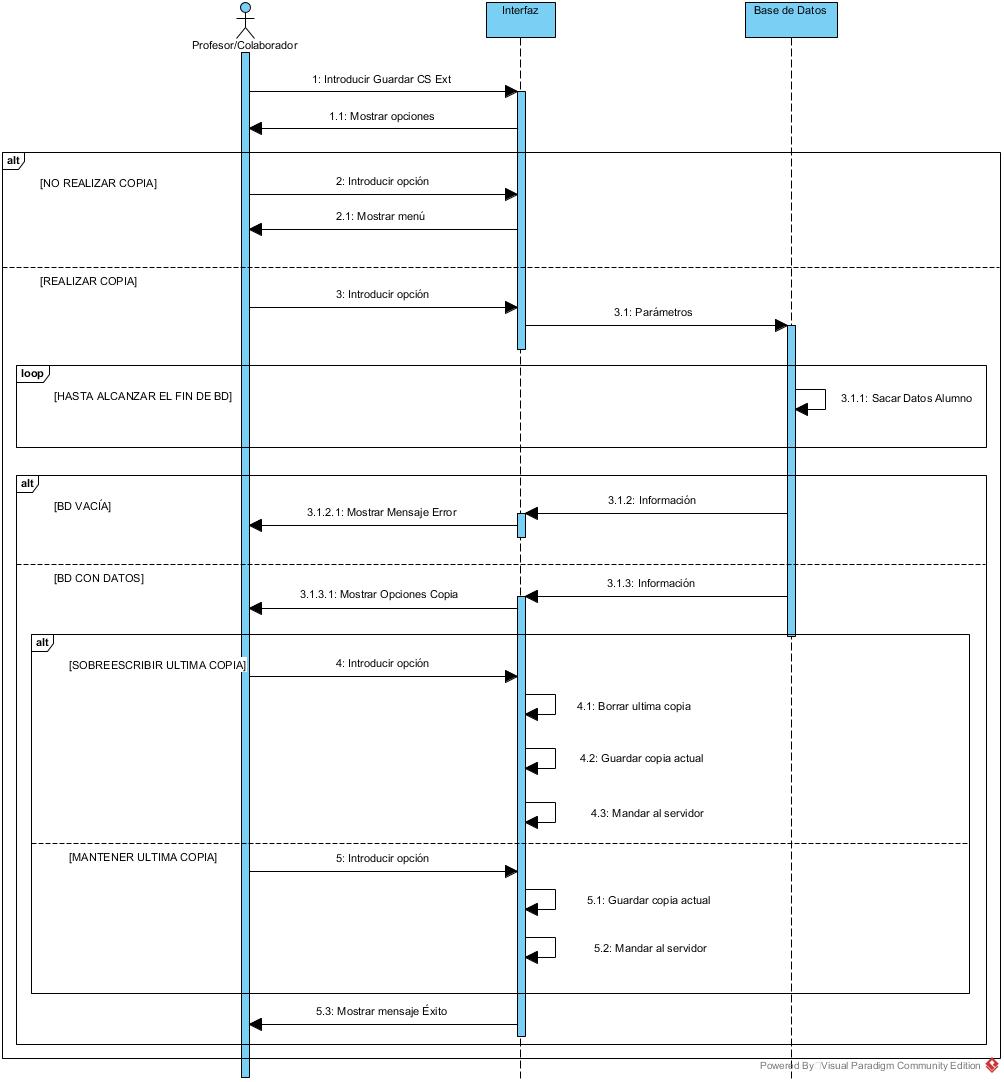 Interfaz
Base de Datos
Profesor/Colaborador
1: Introducir Guardar CS Ext
1.1: Mostrar opciones
alt
[NO REALIZAR COPIA]
2: Introducir opción
2.1: Mostrar menú
[REALIZAR COPIA]
3: Introducir opción
3.1: Parámetros
loop
[HASTA ALCANZAR EL FIN DE BD]
3.1.1: Sacar Datos Alumno
alt
[BD VACÍA]
3.1.2: Información
3.1.2.1: Mostrar Mensaje Error
[BD CON DATOS]
3.1.3: Información
3.1.3.1: Mostrar Opciones Copia
alt
[SOBREESCRIBIR ULTIMA COPIA]
4: Introducir opción
4.1: Borrar ultima copia
4.2: Guardar copia actual
4.3: Mandar al servidor
[MANTENER ULTIMA COPIA]
5: Introducir opción
5.1: Guardar copia actual
5.2: Mandar al servidor
5.3: Mostrar mensaje Éxito
Powered By Visual Paradigm Community Edition